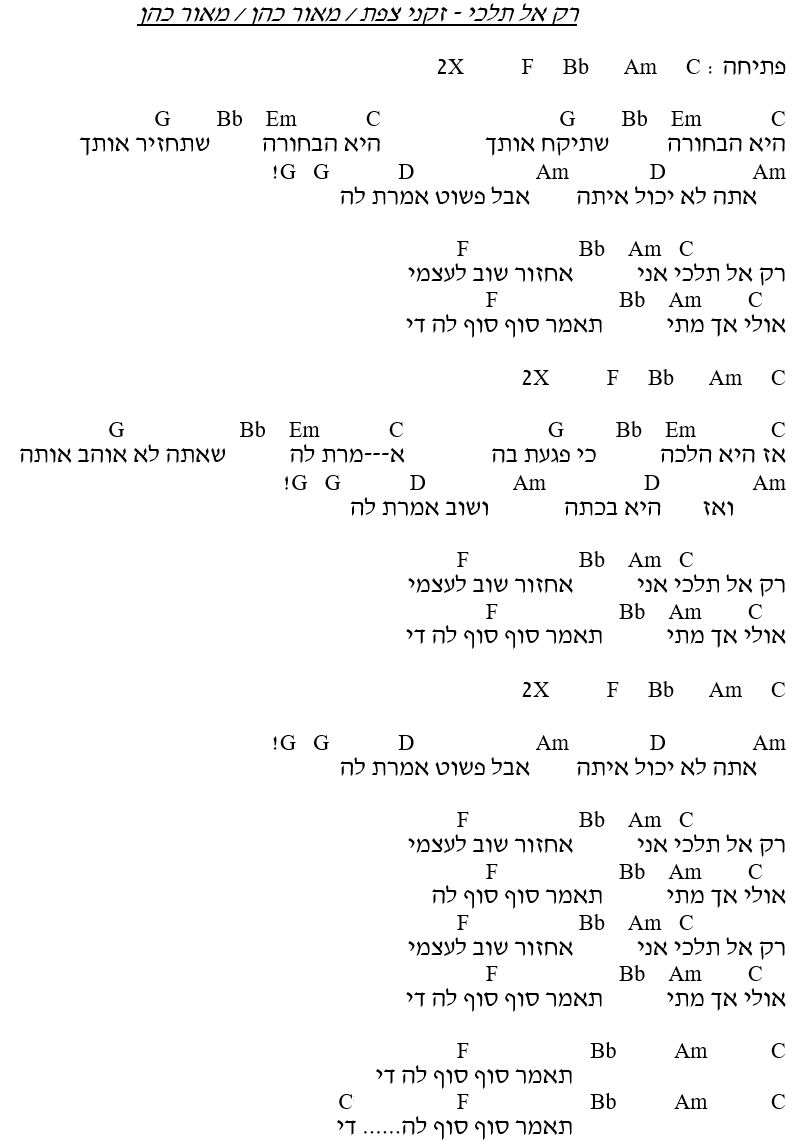 רק אל תלכי - זקני צפת / מאור כהן / מאור כהן
פתיחה : C Am Bb F 2X
C Em Bb G C Em Bb G
היא הבחורה שתיקח אותך היא הבחורה שתחזיר אותך
Am D Am D G G!
אתה לא יכול איתה אבל פשוט אמרת לה
C Am Bb F
רק אל תלכי אני אחזור שוב לעצמי
C Am Bb F
אולי אך מתי תאמר סוף סוף לה די
C Am Bb F 2X
C Em Bb G C Em Bb G
אז היא הלכה כי פגעת בה א---מרת לה שאתה לא אוהב אותה
Am D Am D G G!
ואז היא בכתה ושוב אמרת לה
C Am Bb F
רק אל תלכי אני אחזור שוב לעצמי
C Am Bb F
אולי אך מתי תאמר סוף סוף לה די
C Am Bb F 2X
Am D Am D G G!
אתה לא יכול איתה אבל פשוט אמרת לה
C Am Bb F
רק אל תלכי אני אחזור שוב לעצמי
C Am Bb F
אולי אך מתי תאמר סוף סוף לה
C Am Bb F
רק אל תלכי אני אחזור שוב לעצמי
C Am Bb F
אולי אך מתי תאמר סוף סוף לה די
C Am Bb F
תאמר סוף סוף לה די
C Am Bb F C
תאמר סוף סוף לה...... די